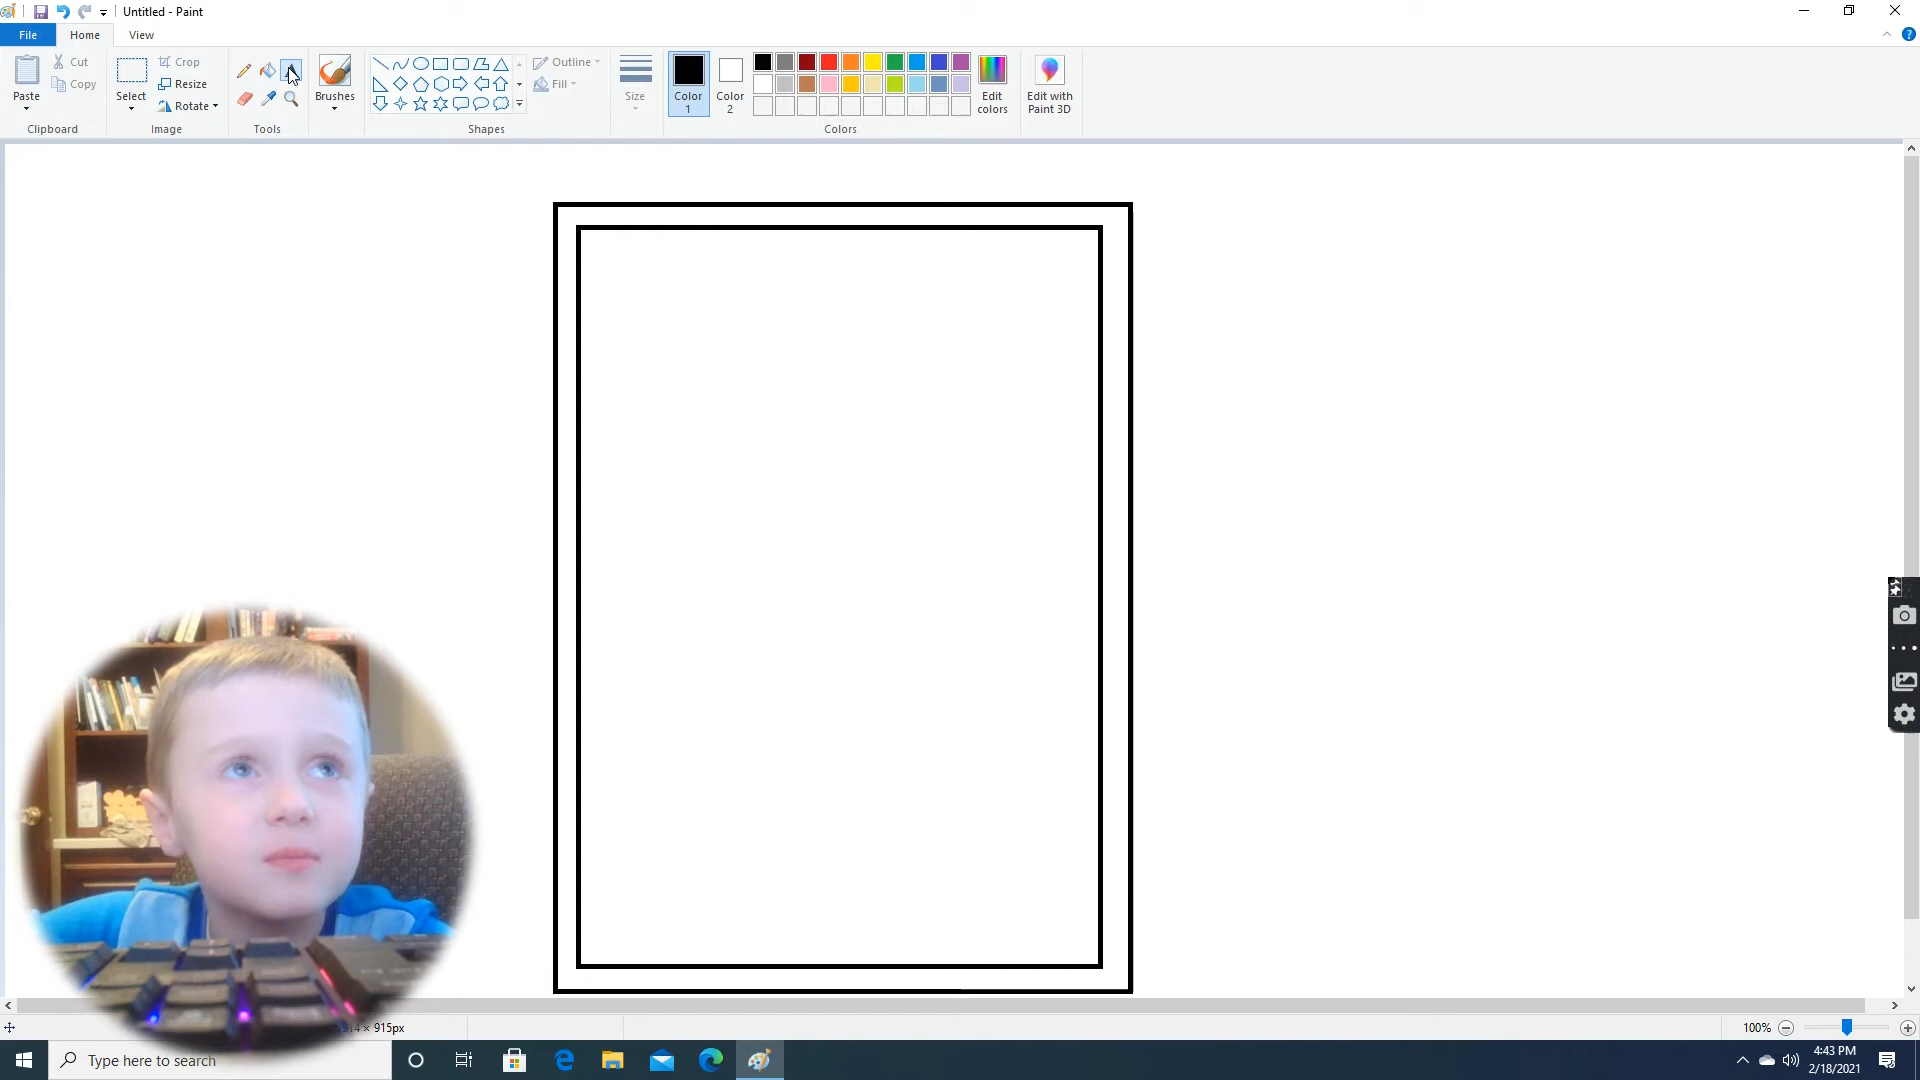 Untitled - Paint
File Home View
Paste
Cut
Copy
Clipboard
Select
Crop
Resize
Rotate
Image
Tools
Brushes
Shapes
Outline
Fill
Size
Color 1
Color 2
Edit colors
Colors
Edit with Paint 3D
× 915px
100%
Type here to search
4:43 PM
2/18/2021